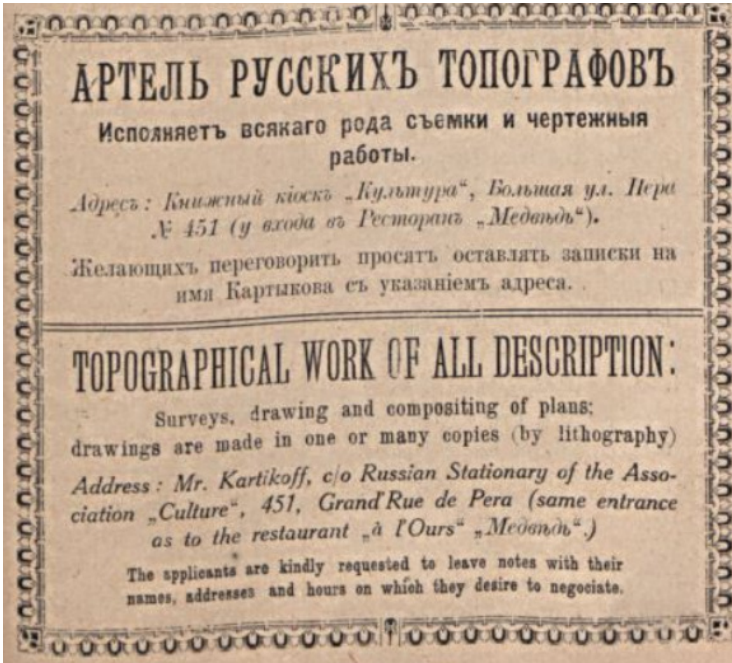 АРТЕЛЬ РУССКИХЪ ТОПОГРАФОВЪ
Исполняетъ всякаго рода съемки и чертежныя
работы.
Адресъ: Книжный кіоскъ „Культура“, Большая ул. Пера
№ 451 (у входа въ Ресторанъ „Медвѣдь“).
Желающихъ переговорить просятъ оставлять записки на
имя Картыкова съ указаніемъ адреса.
TOPOGRAPHICAL WORK OF ALL DESCRIPTION:
Surveys, drawing and compositing of plans;
drawings are made in one or many copies (by lithography)
Address: Mr. Kartikoff, c/o Russian Stationary of the Asso-
ciation „Culture“, 451, Grand'Rue de Pera (same entrance
as to the restaurant „à l'Ours“ „Медвѣдь“.)
The applicants are kindly requested to leave notes with their
names, addresses and hours on which they desire to negociate.